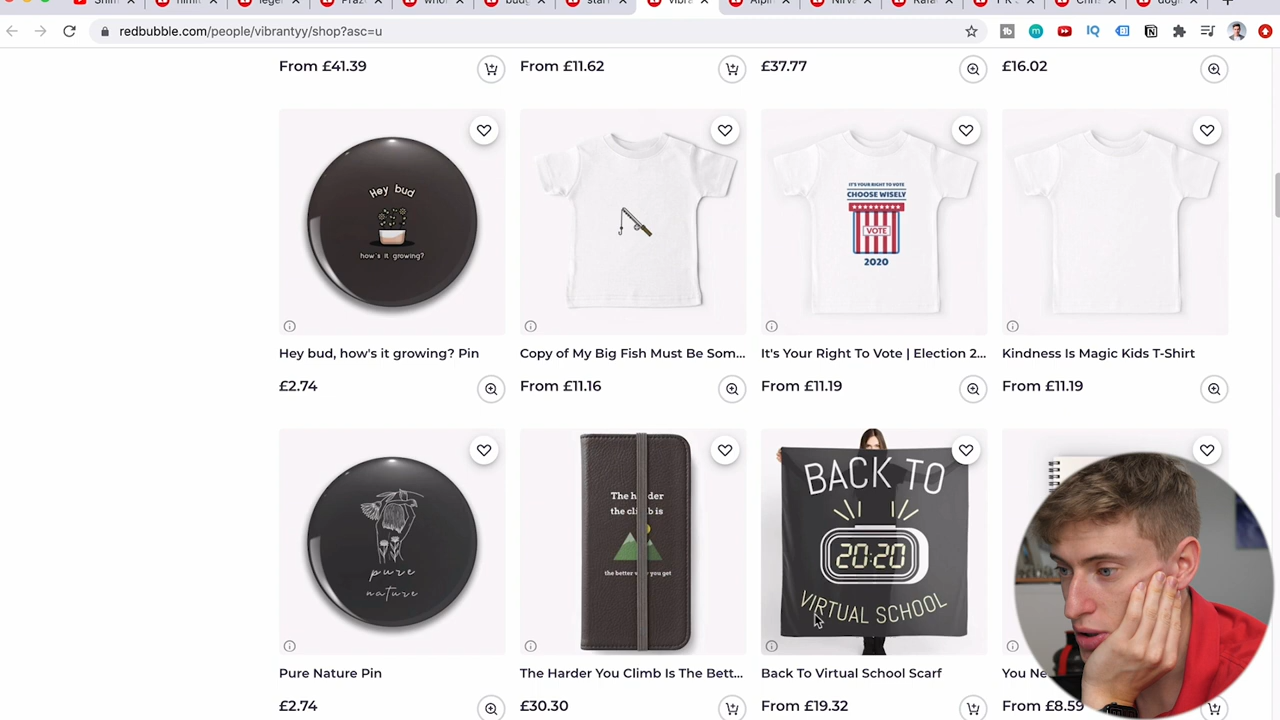 redbubble.com/people/vibrantyy/shop?asc=u
From £41.39
From £11.62
£37.77
£16.02
Hey bud
how's it growing?
IT'S YOUR RIGHT TO VOTE
CHOOSE WISELY
VOTE
2020
Hey bud, how's it growing? Pin
Copy of My Big Fish Must Be Som...
It's Your Right To Vote | Election 2...
Kindness Is Magic Kids T-Shirt
£2.74
From £11.16
From £11.19
From £11.19
pure
nature
The harder
the climb is
the better view you get
BACK TO
20:20
VIRTUAL SCHOOL
Pure Nature Pin
The Harder You Climb Is The Bett...
Back To Virtual School Scarf
You Ne
£2.74
£30.30
From £19.32
From £8.59